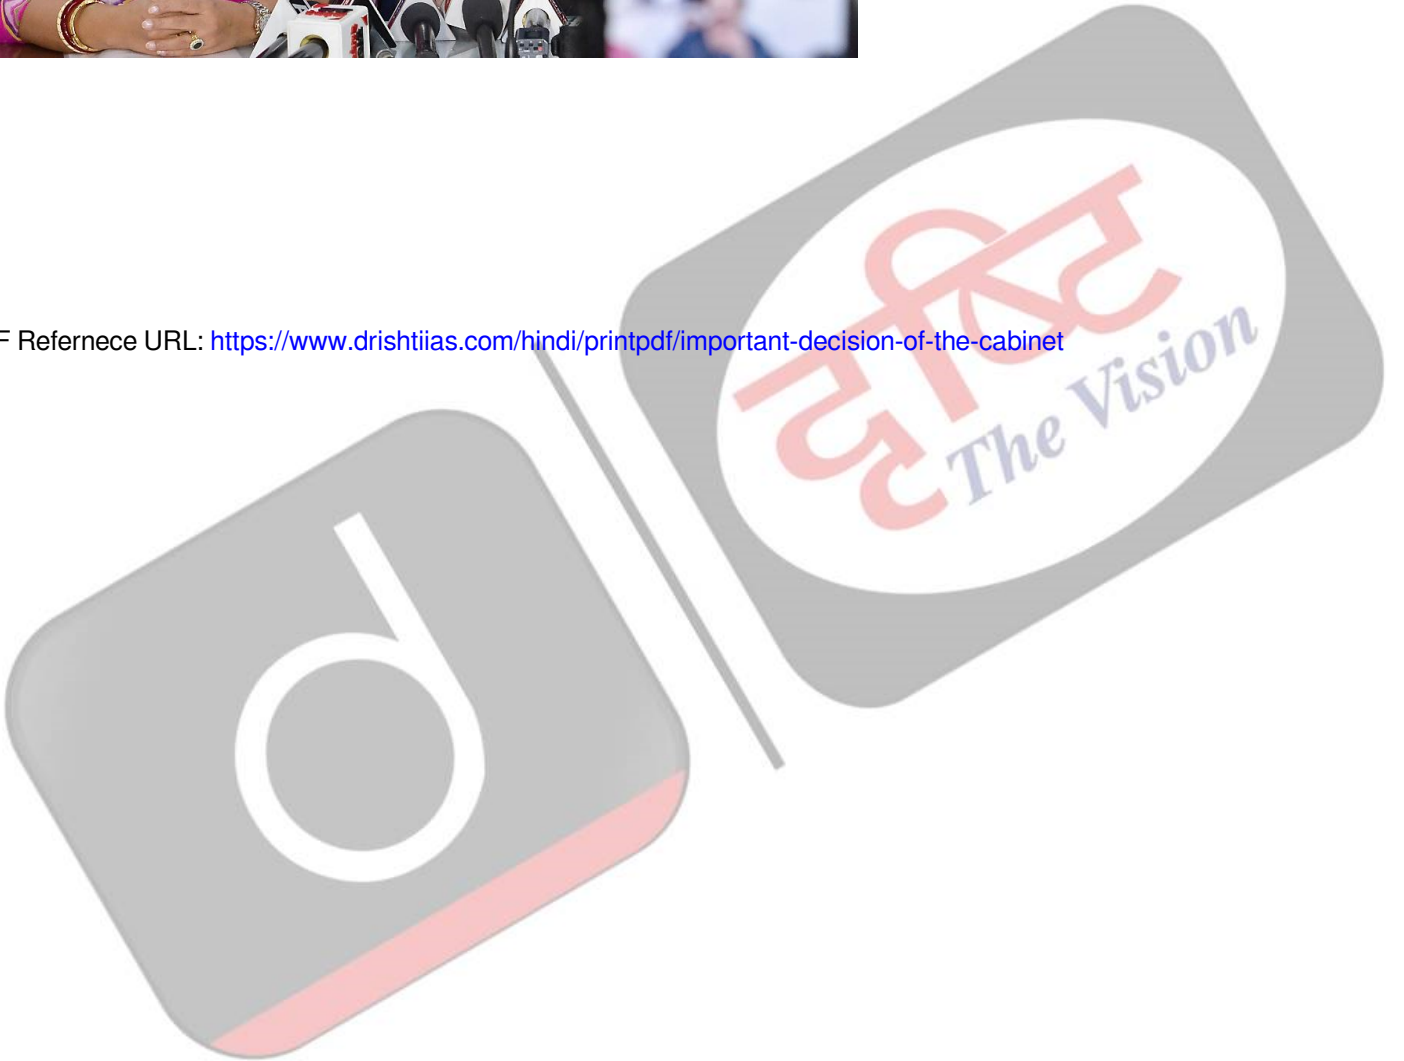 F Refernece URL: https://www.drishtiias.com/hindi/printpdf/important-decision-of-the-cabinet
दृष्टि
The Vision
d